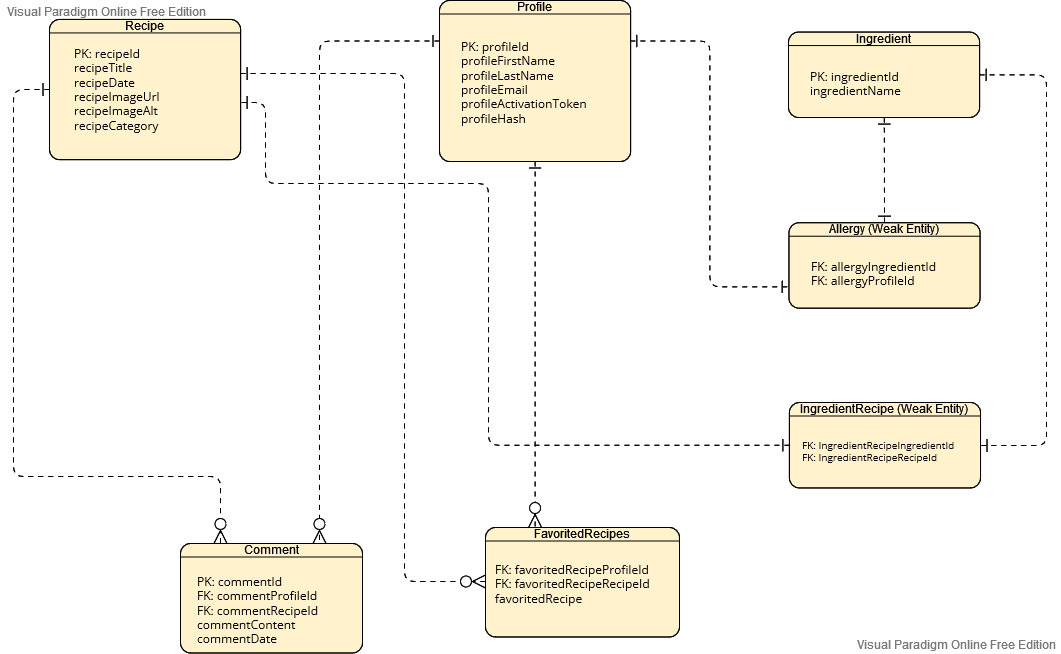 Visual Paradigm Online Free Edition
Recipe
PK: recipeId
recipeTitle
recipeDate
recipeImageUrl
recipeImageAlt
recipeCategory
Profile
PK: profileId
profileFirstName
profileLastName
profileEmail
profileActivationToken
profileHash
Ingredient
PK: ingredientId
ingredientName
Allergy (Weak Entity)
FK: allergyIngredientId
FK: allergyProfileId
IngredientRecipe (Weak Entity)
FK: IngredientRecipeIngredientId
FK: IngredientRecipeRecipeId
Comment
PK: commentId
FK: commentProfileId
FK: commentRecipeId
commentContent
commentDate
FavoritedRecipes
FK: favoritedRecipeProfileId
FK: favoritedRecipeRecipeId
favoritedRecipe
Visual Paradigm Online Free Edition